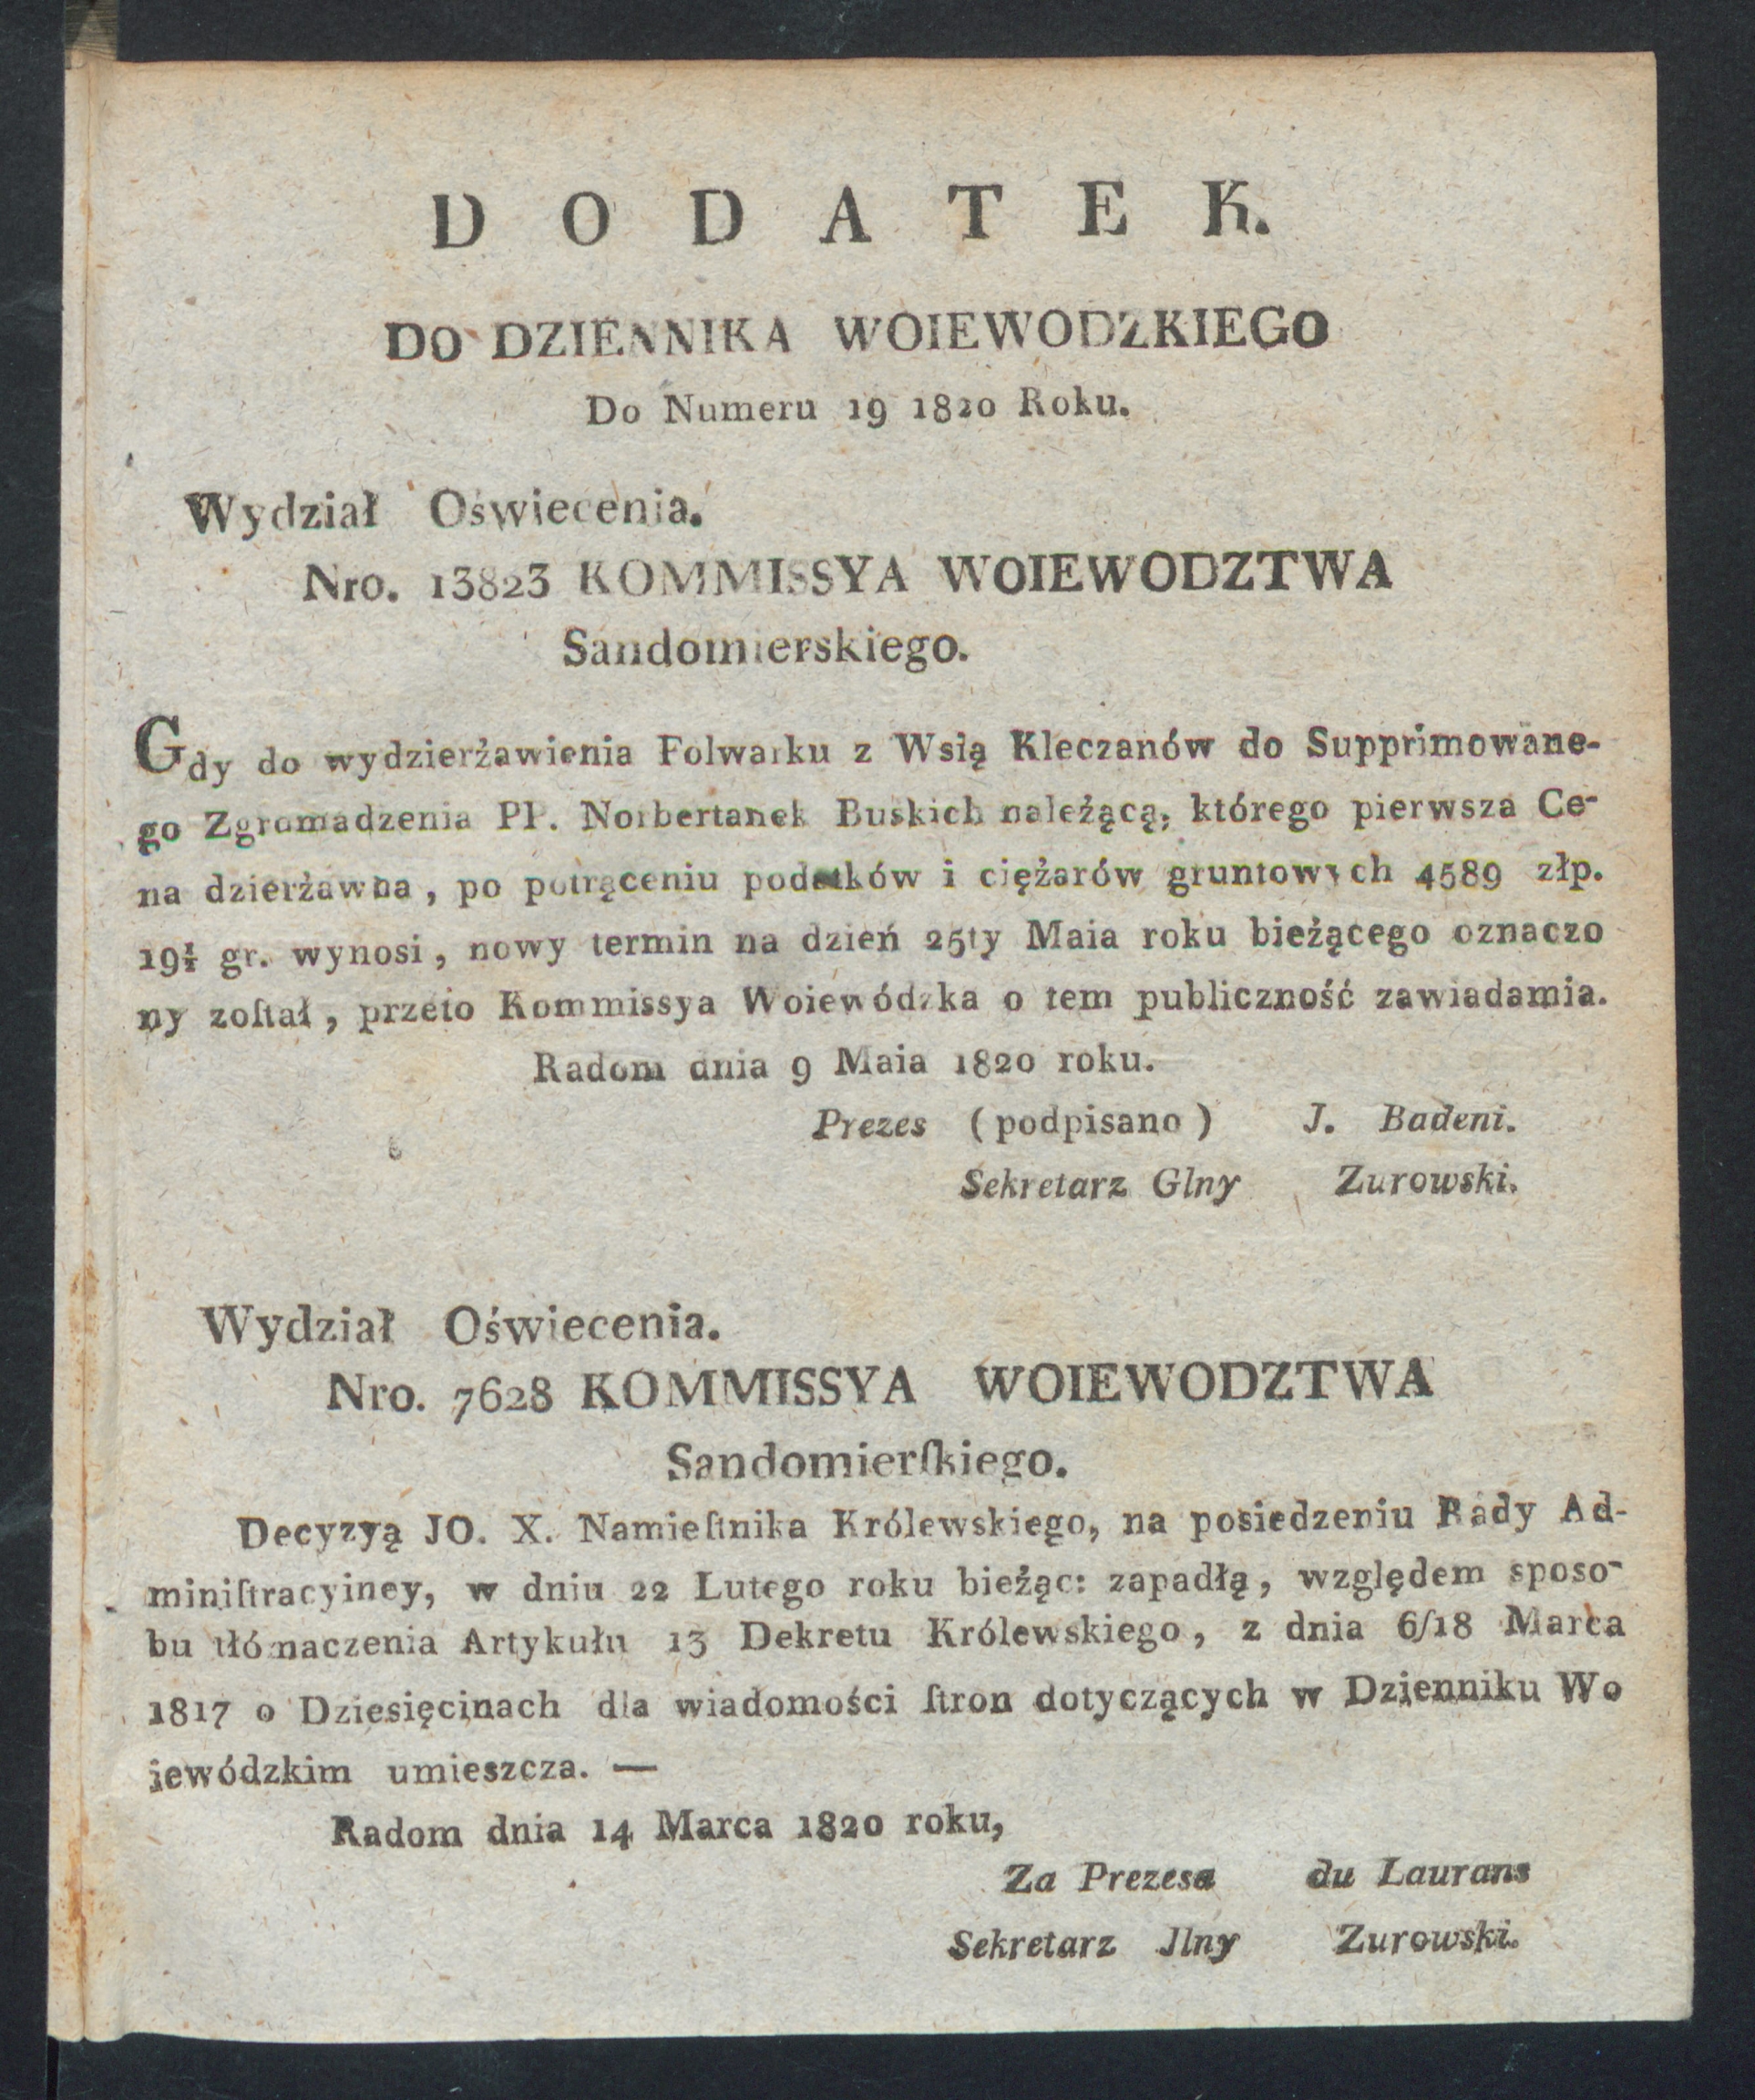 DODATEK.
DO DZIENNIKA WOIEWODZKIEGO
Do Numeru 19 1820 Roku.
Wydział Oświecenia.
Nro. 13823 KOMMISSYA WOIEWODZTWA
Sandomierskiego.
Gdy do wydzierżawienia Folwarku z Wsią Kleczanów do Supprimowane-
go Zgromadzenia PP. Norbertanek Buskich należącą, którego pierwsza Ce-
na dzierżawna, po potrąceniu podatków i ciężarów gruntowych 4589 złp.
19½ gr. wynosi, nowy termin na dzień 25ty Maia roku bieżącego oznaczo
ny zoſtał, przeto Kommissya Woiewódzka o tem publiczność zawiadamia.
Radom dnia 9 Maia 1820 roku.
Prezes (podpisano) J. Badeni.
Sekretarz Glny Zurowski.
Wydział Oświecenia.
Nro. 7628 KOMMISSYA WOIEWODZTWA
Sandomierſkiego.
Decyzyą JO. X. Namieſtnika Królewskiego, na posiedzeniu Rady Ad-
miniſtracyiney, w dniu 22 Lutego roku bieżąc: zapadłą, względem sposo-
bu tłómaczenia Artykułu 13 Dekretu Królewskiego, z dnia 6/18 Marca
1817 o Dziesięcinach dla wiadomości ſtron dotyczących w Dzienniku Wo
iewódzkim umieszcza. —
Radom dnia 14 Marca 1820 roku,
Za Prezesa du Laurans
Sekretarz Jlny Zurowski.